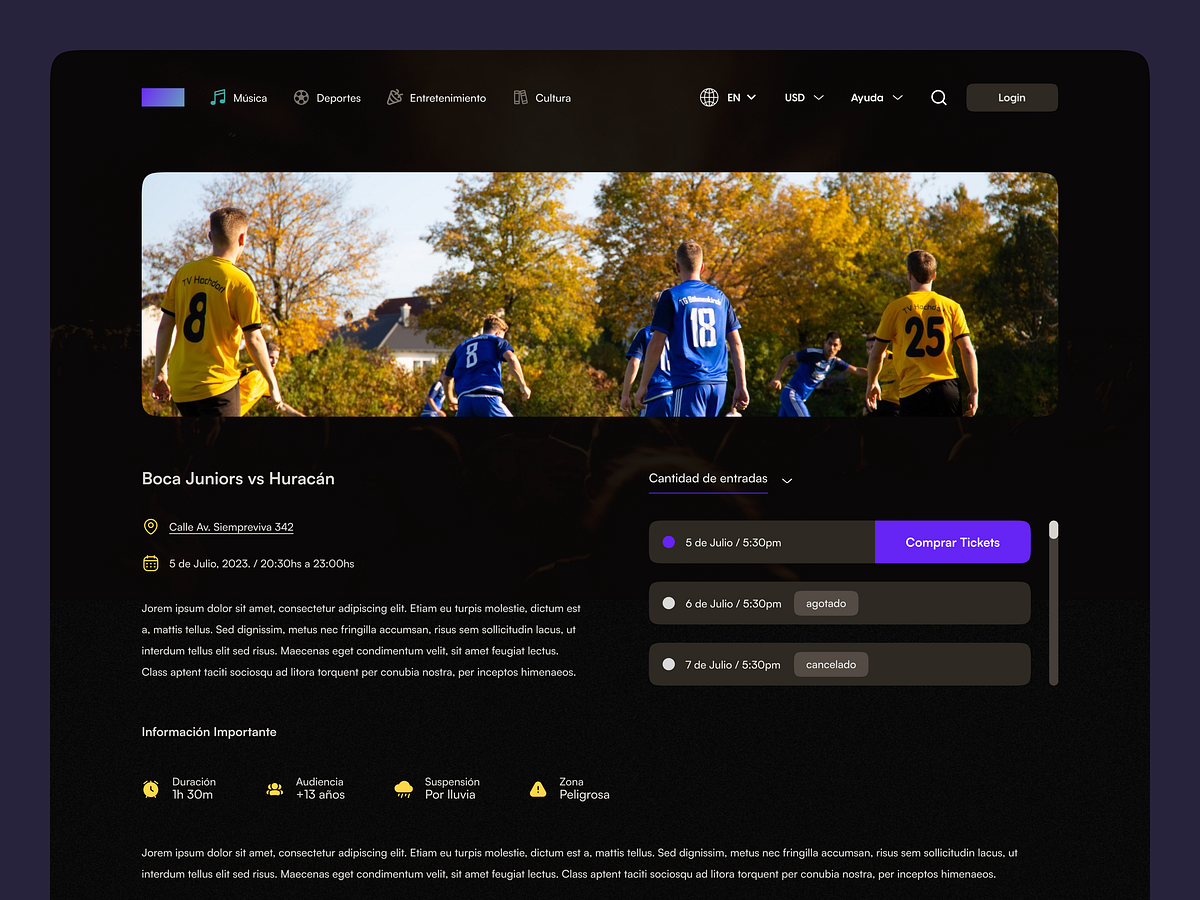 Música
Deportes
Entretenimiento
Cultura
EN
USD
Ayuda
Login
TV Hochdorf
8
8
18
TV Hochdorf
25
Boca Juniors vs Huracán
Calle Av. Siempreviva 342
5 de Julio, 2023. / 20:30hs a 23:00hs
Jorem ipsum dolor sit amet, consectetur adipiscing elit. Etiam eu turpis molestie, dictum est
a, mattis tellus. Sed dignissim, metus nec fringilla accumsan, risus sem sollicitudin lacus, ut
interdum tellus elit sed risus. Maecenas eget condimentum velit, sit amet feugiat lectus.
Class aptent taciti sociosqu ad litora torquent per conubia nostra, per inceptos himenaeos.
Cantidad de entradas
5 de Julio / 5:30pm
Comprar Tickets
6 de Julio / 5:30pm
agotado
7 de Julio / 5:30pm
cancelado
Información Importante
Duración
1h 30m
Audiencia
+13 años
Suspensión
Por lluvia
Zona
Peligrosa
Jorem ipsum dolor sit amet, consectetur adipiscing elit. Etiam eu turpis molestie, dictum est a, mattis tellus. Sed dignissim, metus nec fringilla accumsan, risus sem sollicitudin lacus, ut
interdum tellus elit sed risus. Maecenas eget condimentum velit, sit amet feugiat lectus. Class aptent taciti sociosqu ad litora torquent per conubia nostra, per inceptos himenaeos.